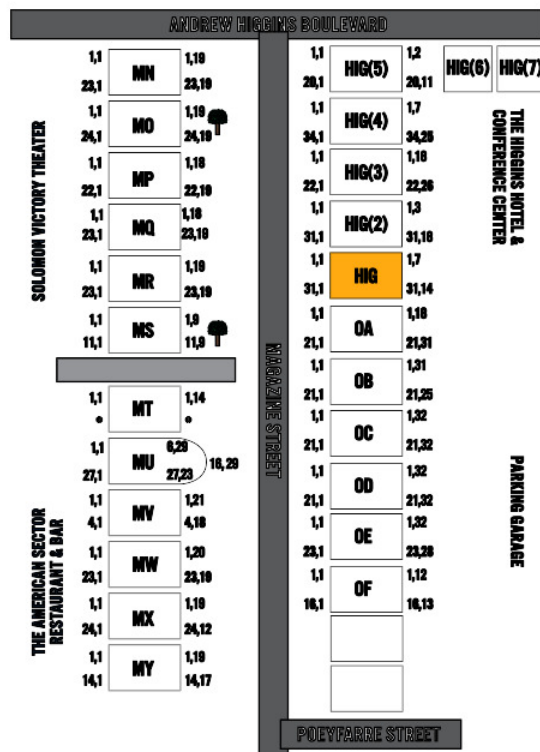 ANDREW HIGGINS BOULEVARD
SOLOMON VICTORY THEATER
1,1 MN 1,19
23,1 23,19
1,1 MO 1,19
24,1 24,19
1,1 MP 1,18
22,1 22,19
1,1 MQ 1,18
23,1 23,19
1,1 MR 1,19
23,1 23,19
1,1 MS 1,9
11,1 11,9
THE AMERICAN SECTOR
RESTAURANT & BAR
1,1 MT 1,14
* *
1,1 MU 6,29
27,1 27,23
16,29
1,1 MV 1,21
4,1 4,18
1,1 MW 1,20
23,1 23,19
1,1 MX 1,19
24,1 24,12
1,1 MY 1,19
14,1 14,17
MAGAZINE STREET
1,1 HIG(5) 1,2
20,1 20,11
HIG(6)
HIG(7)
1,1 HIG(4) 1,7
34,1 34,25
1,1 HIG(3) 1,18
22,1 22,26
1,1 HIG(2) 1,3
31,1 31,16
1,1 HIG 1,7
31,1 31,14
THE HIGGINS HOTEL &
CONFERENCE CENTER
1,1 OA 1,18
21,1 21,31
1,1 OB 1,31
21,1 21,25
1,1 OC 1,32
21,1 21,32
1,1 OD 1,32
21,1 21,32
1,1 OE 1,32
23,1 23,28
1,1 OF 1,12
16,1 16,13
PARKING GARAGE
POEYFARRE STREET